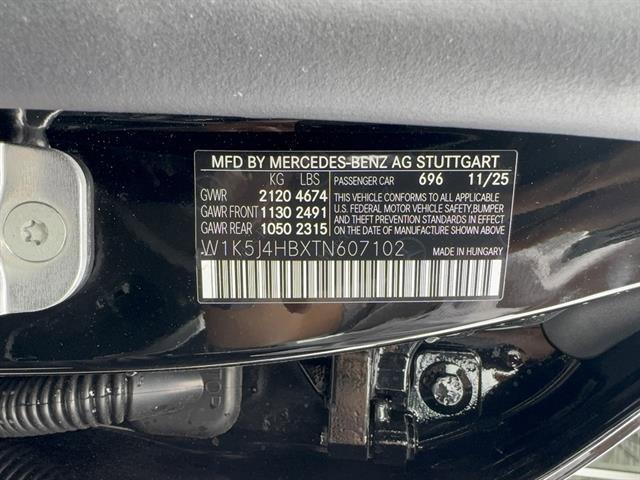 MFD BY MERCEDES-BENZ AG STUTTGART
KG LBS PASSENGER CAR 696 11/25
GVWR 2120 4674
GAWR FRONT 1130 2491
GAWR REAR 1050 2315
THIS VEHICLE CONFORMS TO ALL APPLICABLE
U.S. FEDERAL MOTOR VEHICLE SAFETY,BUMPER
AND THEFT PREVENTION STANDARDS IN EFFECT
ON THE DATE OF MANUFACTURE SHOWN ABOVE
W1K5J4HBXTN607102
MADE IN HUNGARY
TOP